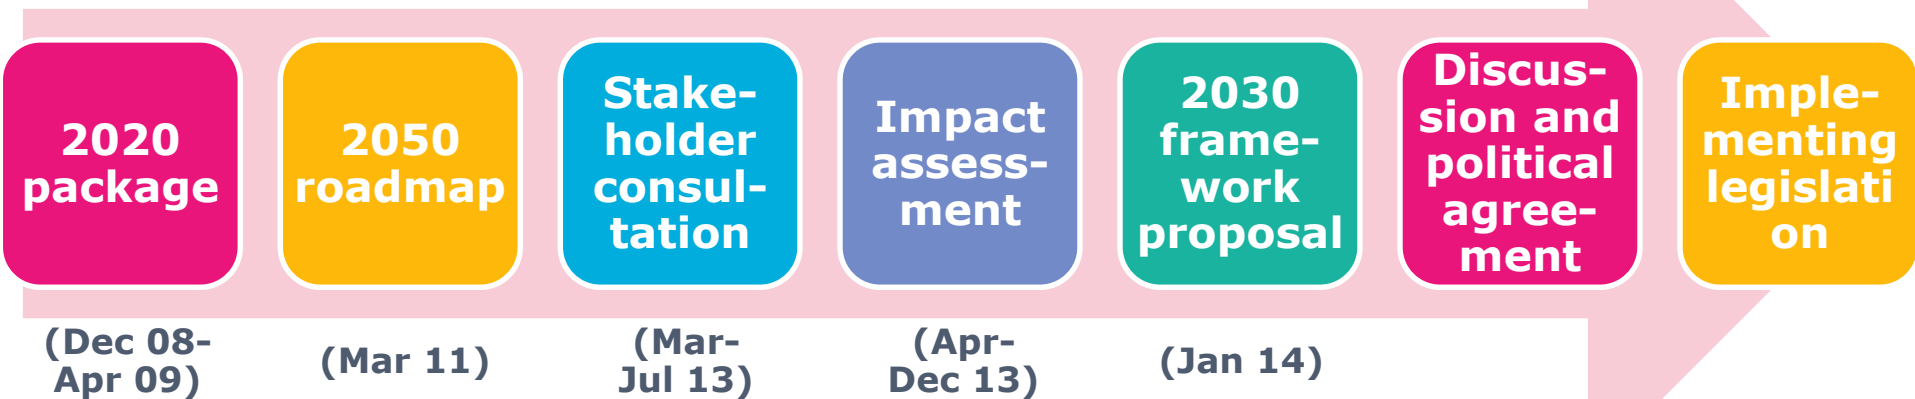 2020
package
2050
roadmap
Stake-
holder
consul-
tation
Impact
assess-
ment
2030
frame-
work
proposal
Discus-
sion and
political
agree-
ment
Imple-
menting
legislati
on
(Dec 08-
Apr 09)
(Mar 11)
(Mar-
Jul 13)
(Apr-
Dec 13)
(Jan 14)